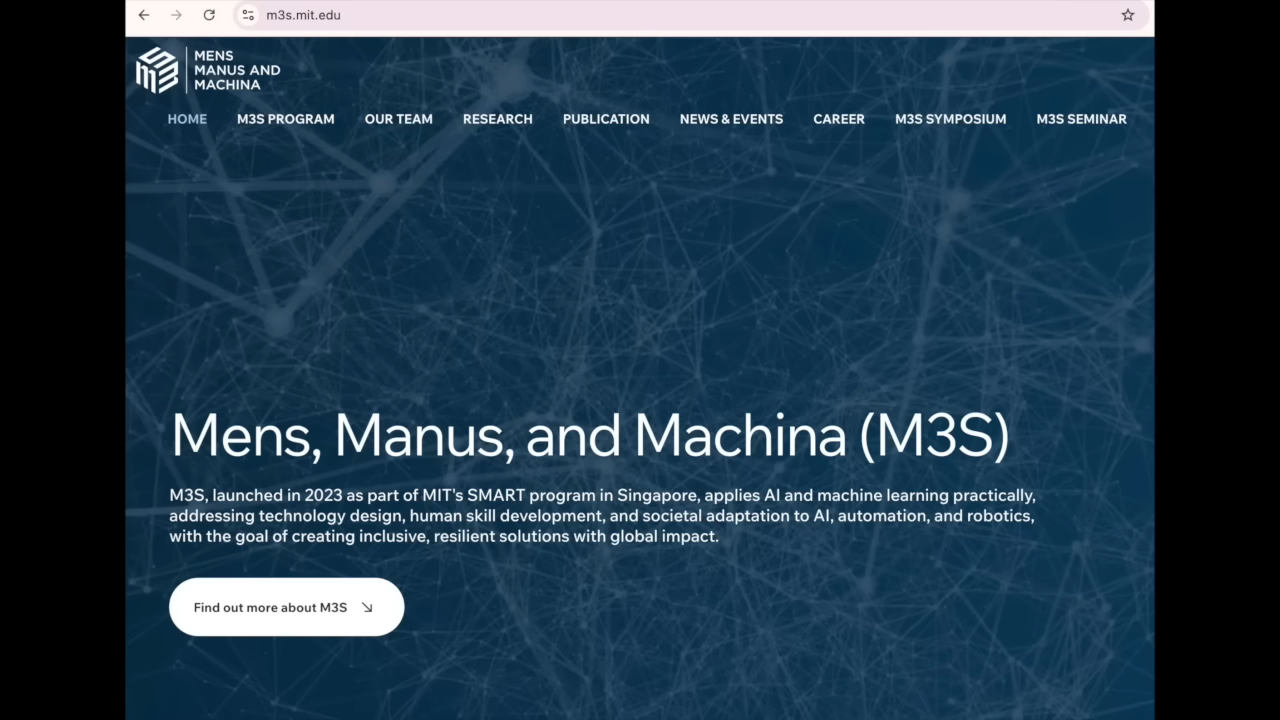 m3s.mit.edu
MENS
MANUS AND
MACHINA
HOME M3S PROGRAM OUR TEAM RESEARCH PUBLICATION NEWS & EVENTS CAREER M3S SYMPOSIUM M3S SEMINAR
Mens, Manus, and Machina (M3S)
M3S, launched in 2023 as part of MIT's SMART program in Singapore, applies AI and machine learning practically,
addressing technology design, human skill development, and societal adaptation to AI, automation, and robotics,
with the goal of creating inclusive, resilient solutions with global impact.
Find out more about M3S